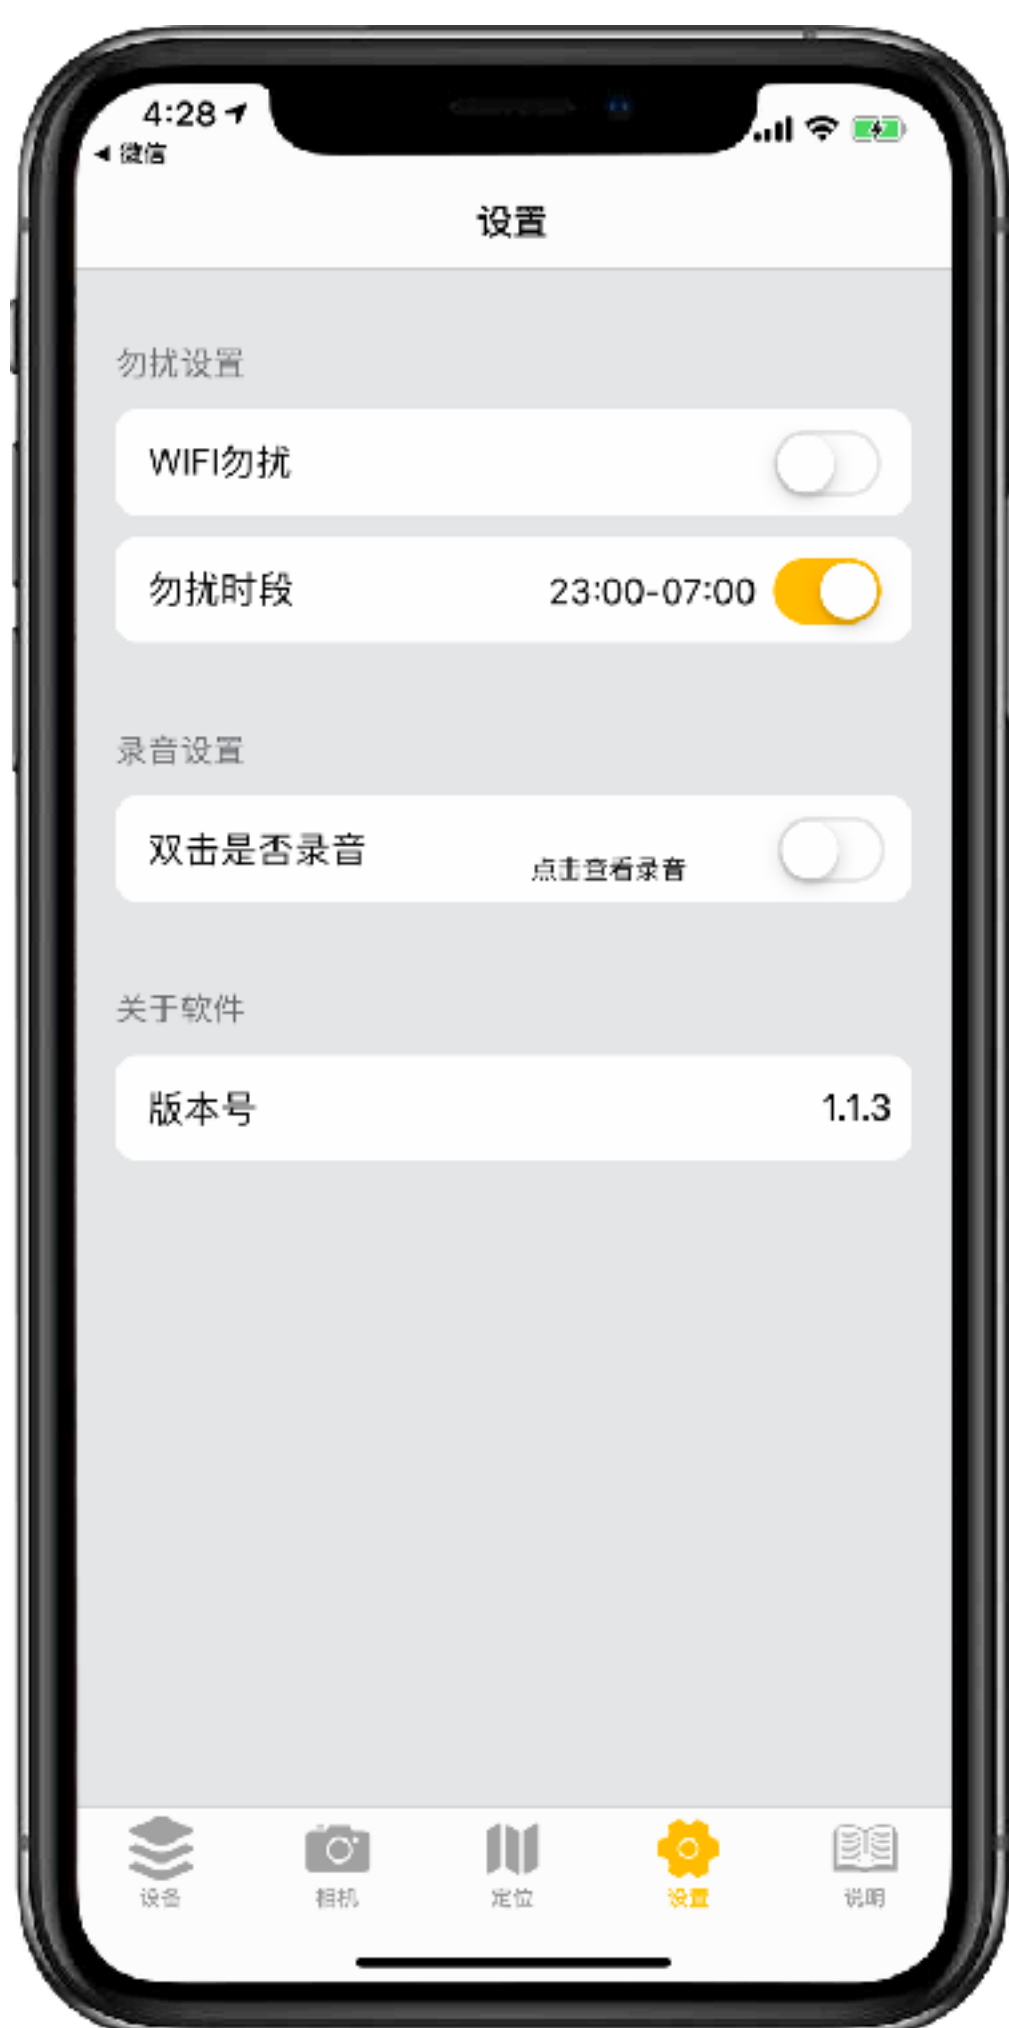 4:28
微信
设置
勿扰设置
WIFI勿扰
勿扰时段 23:00-07:00
录音设置
双击是否录音 点击查看录音
关于软件
版本号 1.1.3
设备 相机 定位 设置 说明